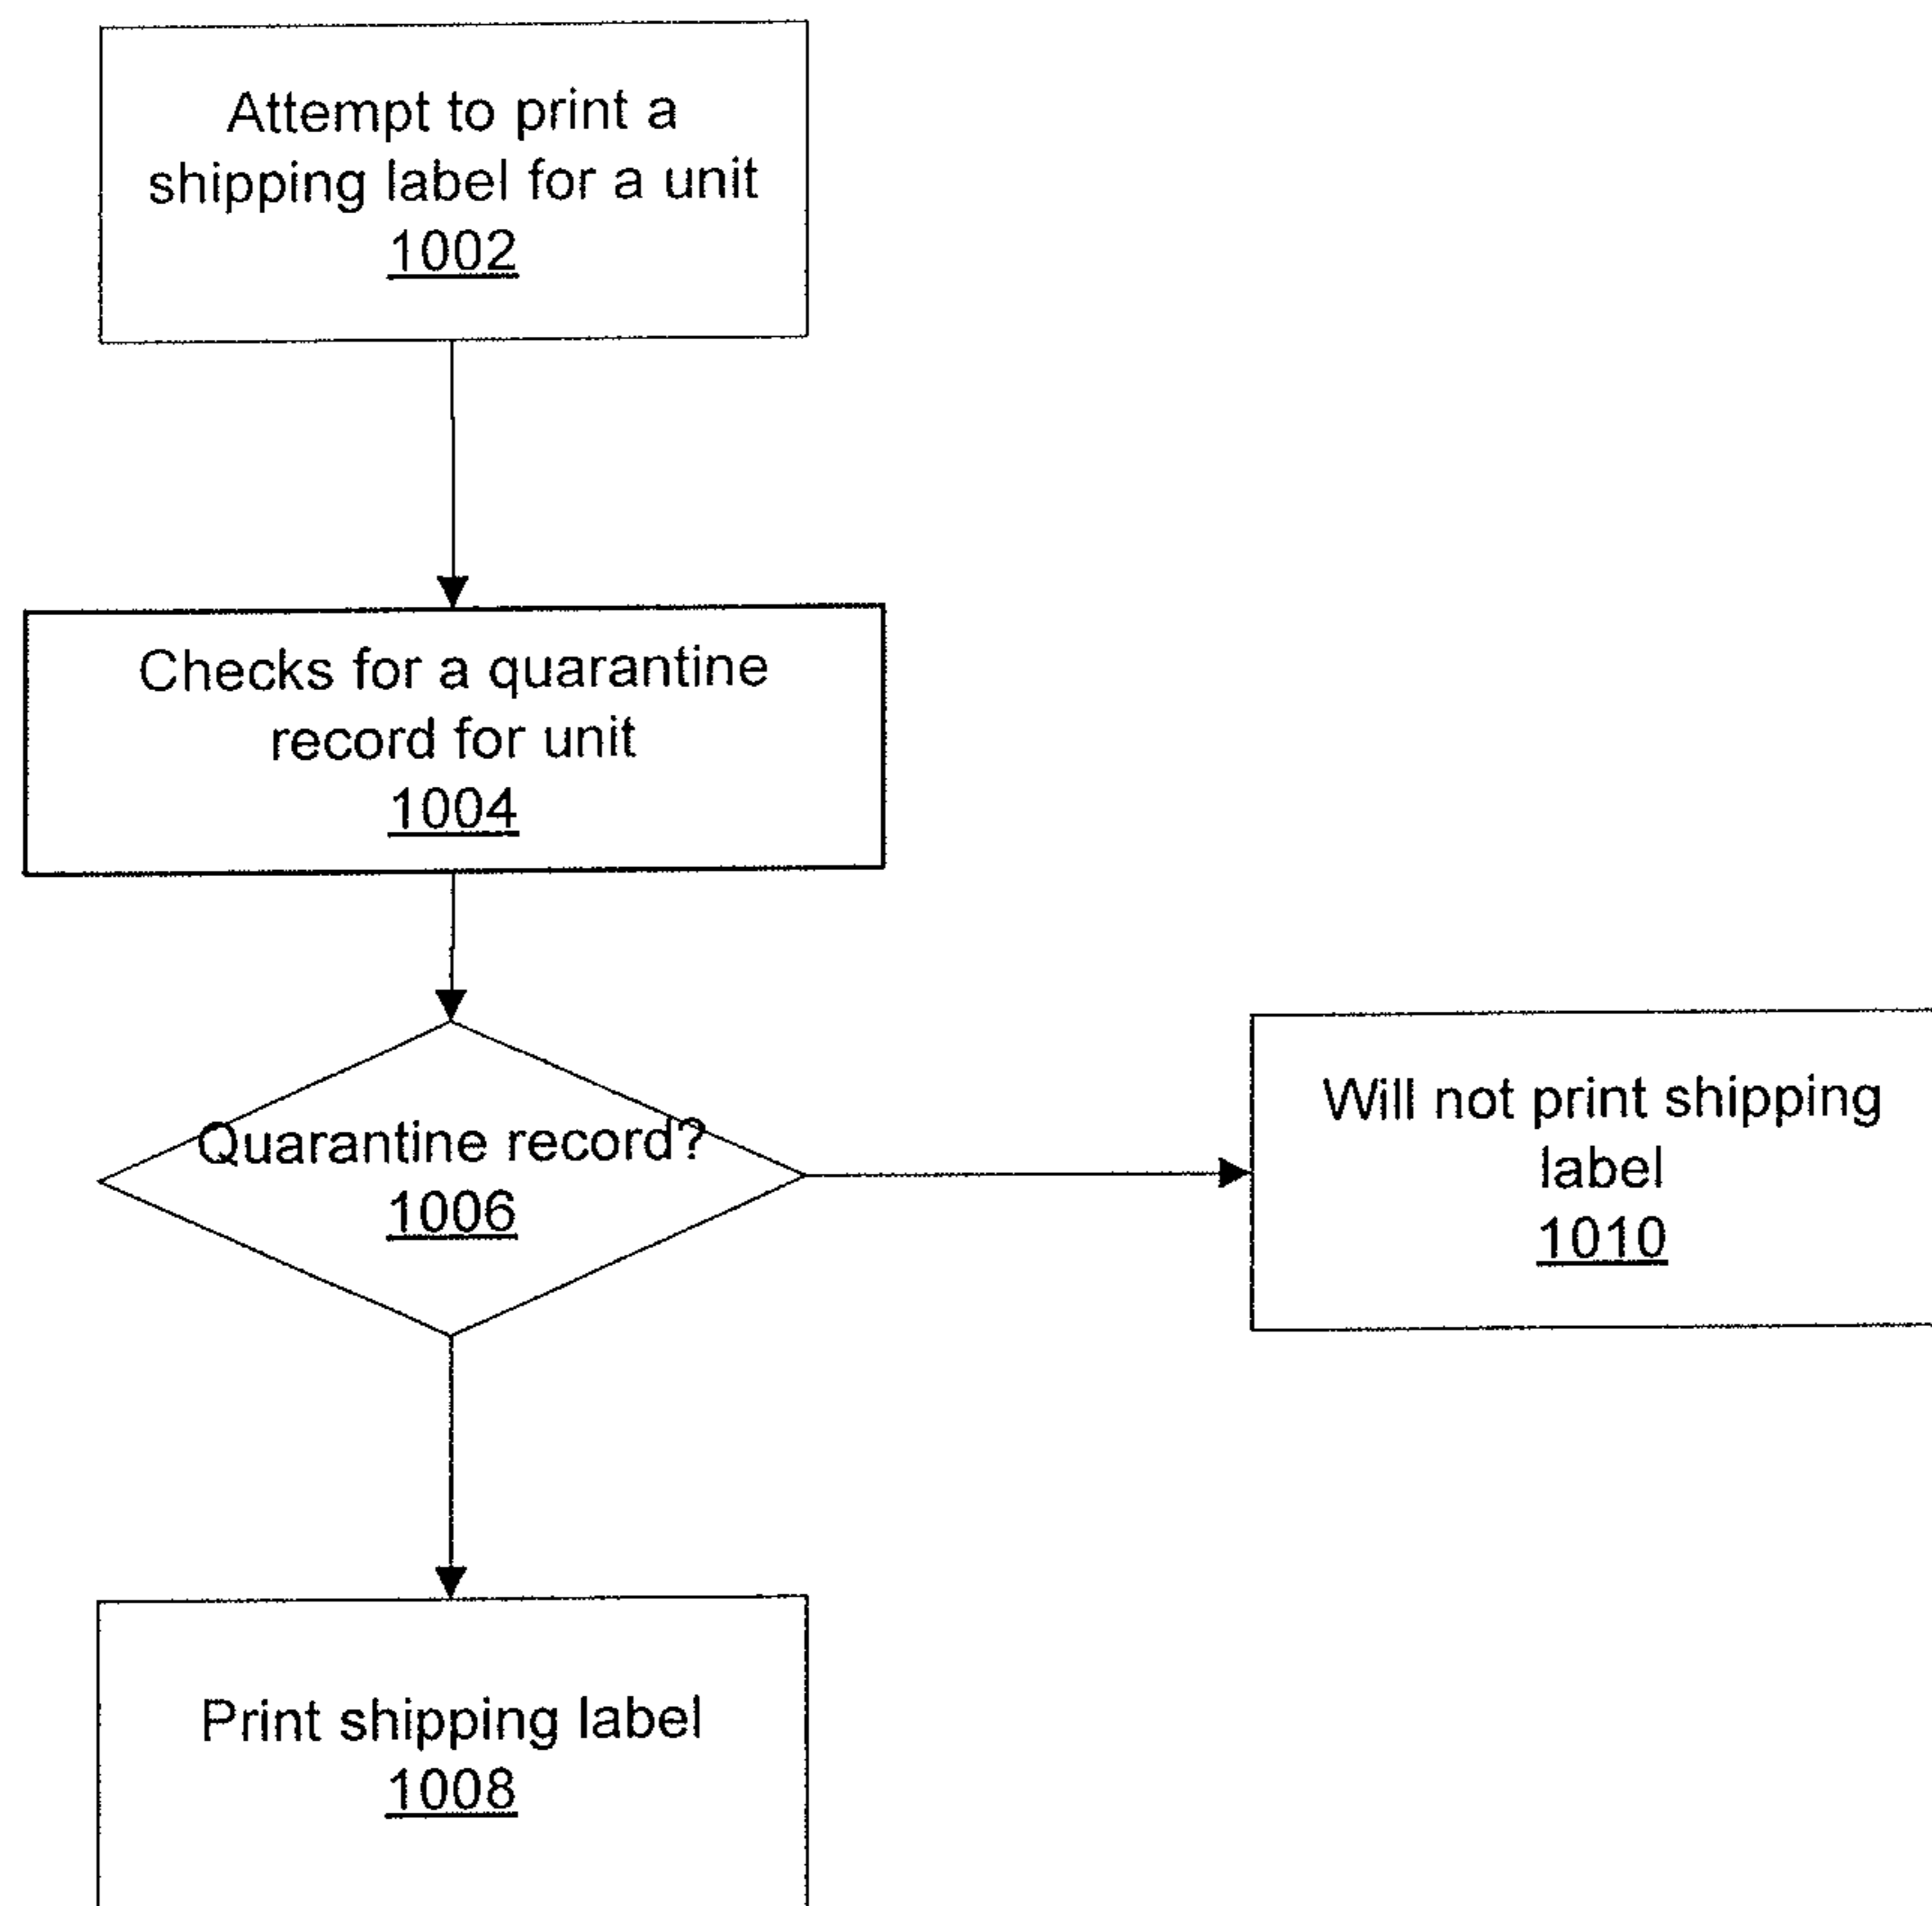 Attempt to print a
shipping label for a unit
1002
Checks for a quarantine
record for unit
1004
Quarantine record?
1006
Will not print shipping
label
1010
Print shipping label
1008